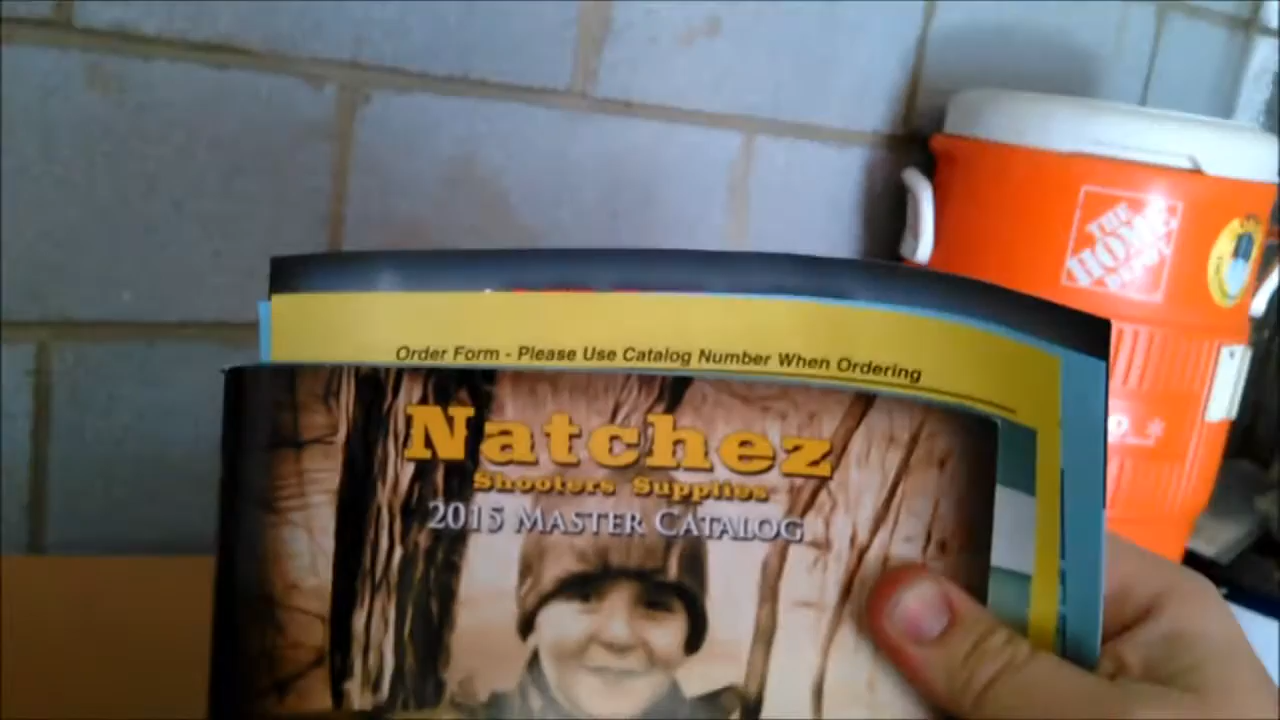 THE
HOME
DEPOT
Order Form - Please Use Catalog Number When Ordering
Natchez
Shooters Supplies
2015 MASTER CATALOG